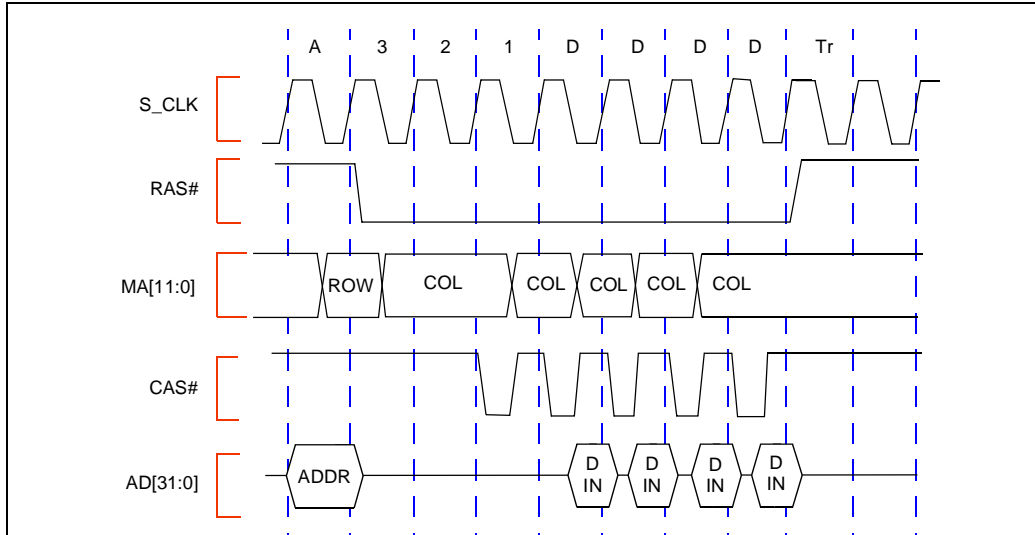 A 3 2 1 D D D D Tr
S_CLK
RAS#
MA[11:0] ROW COL COL COL COL COL
CAS#
AD[31:0] ADDR D IN D IN D IN D IN